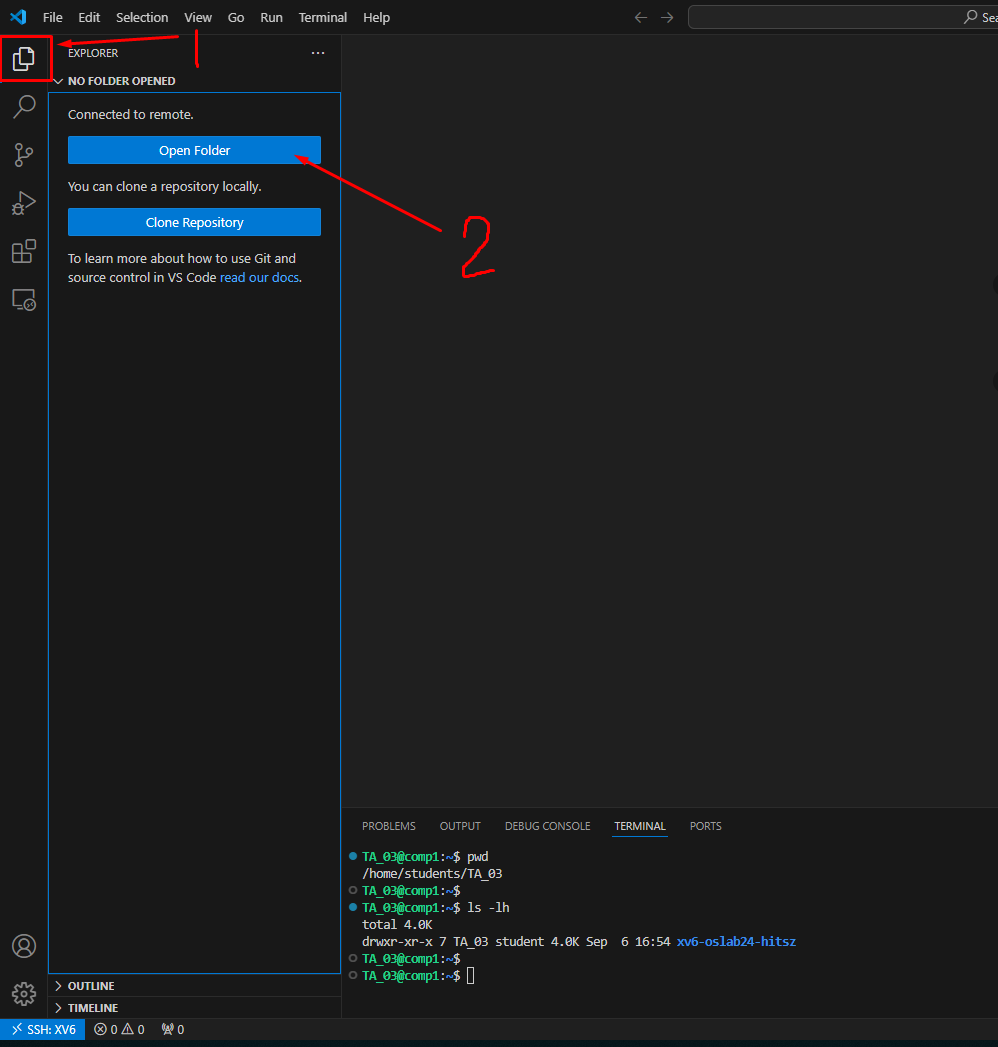 File Edit Selection View Go Run Terminal Help
Sea
1
EXPLORER
NO FOLDER OPENED
Connected to remote.
Open Folder
You can clone a repository locally.
Clone Repository
To learn more about how to use Git and
source control in VS Code read our docs.
2
PROBLEMS OUTPUT DEBUG CONSOLE TERMINAL PORTS
TA_03@comp1:~$ pwd
/home/students/TA_03
TA_03@comp1:~$
TA_03@comp1:~$ ls -lh
total 4.0K
drwxr-xr-x 7 TA_03 student 4.0K Sep  6 16:54 xv6-oslab24-hitsz
TA_03@comp1:~$
TA_03@comp1:~$
OUTLINE
TIMELINE
SSH: XV6 0 0 0